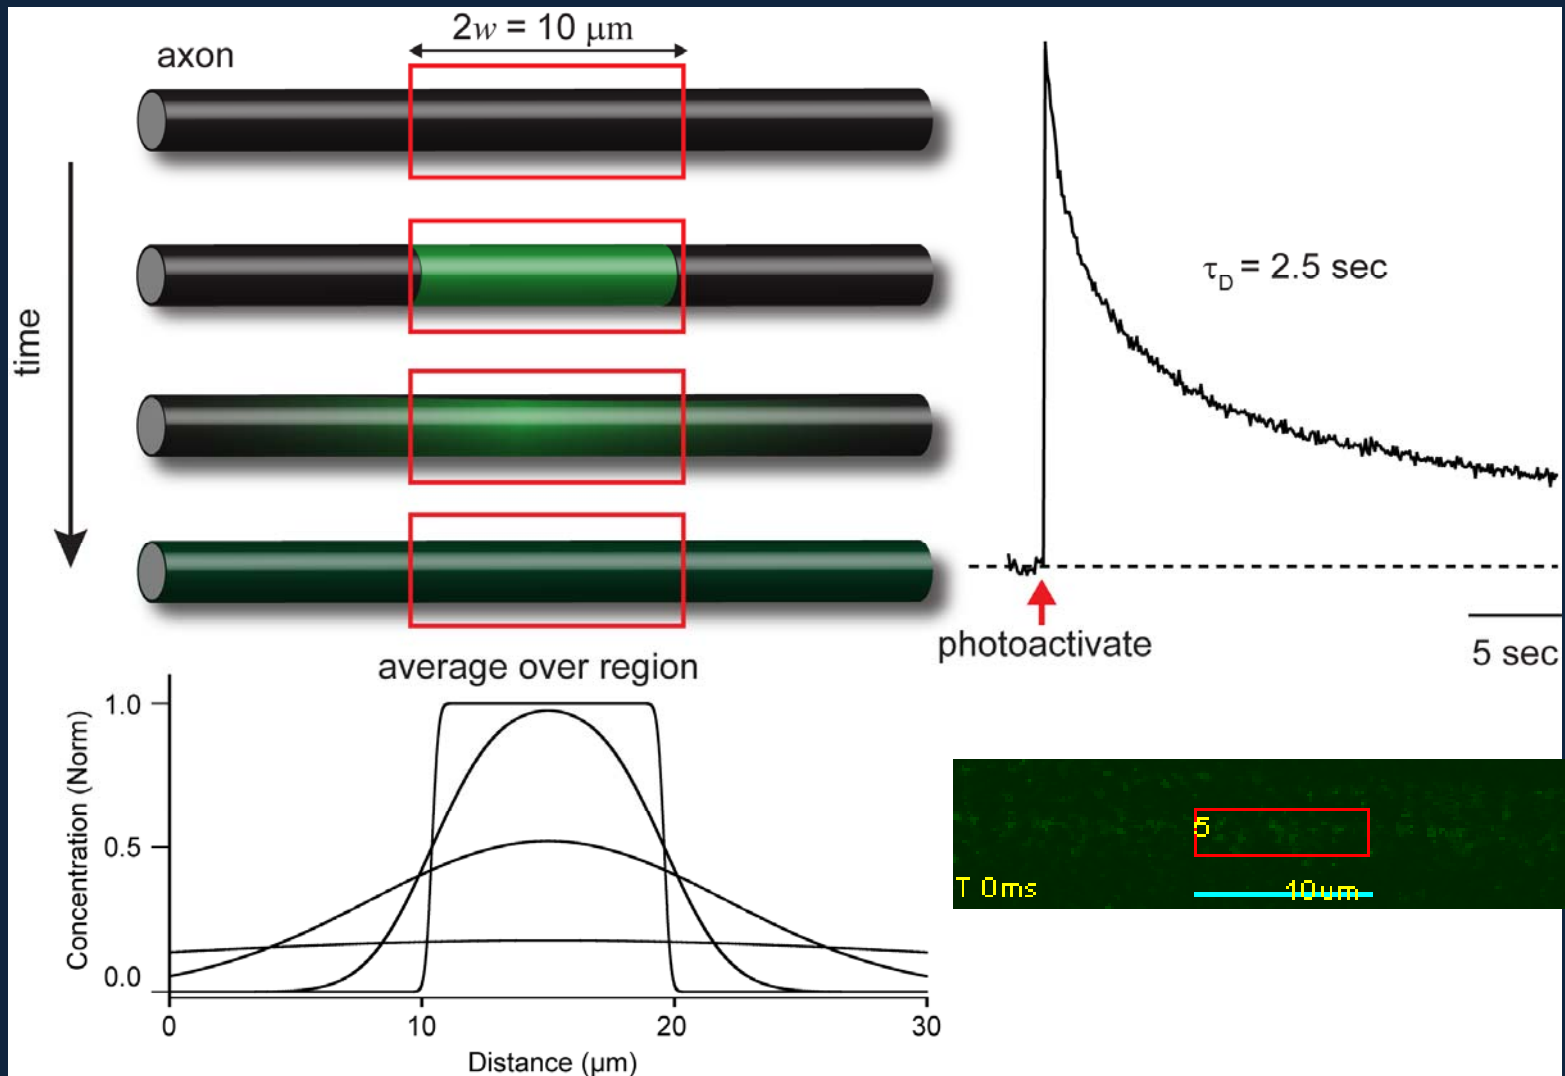 2w = 10 μm
axon
time
τD = 2.5 sec
photoactivate
5 sec
average over region
Concentration (Norm)
1.0
0.5
0.0
0
10
20
30
Distance (μm)
5
T 0ms
10um